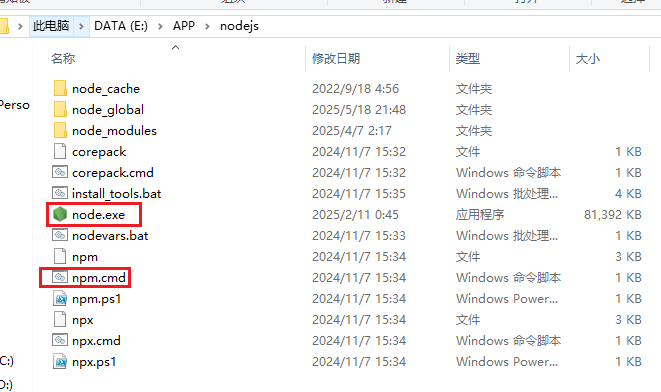 此电脑 > DATA (E:) > APP > nodejs
名称 修改日期 类型 大小
node_cache 2022/9/18 4:56 文件夹
Perso node_global 2025/5/18 21:48 文件夹
node_modules 2025/4/7 2:17 文件夹
corepack 2024/11/7 15:32 文件 1 KB
corepack.cmd 2024/11/7 15:32 Windows 命令脚本 1 KB
install_tools.bat 2024/11/7 15:35 Windows 批处理... 4 KB
node.exe 2025/2/11 0:45 应用程序 81,392 KB
nodevars.bat 2024/11/7 15:33 Windows 批处理... 1 KB
npm 2024/11/7 15:34 文件 3 KB
npm.cmd 2024/11/7 15:34 Windows 命令脚本 1 KB
npm.ps1 2024/11/7 15:34 Windows Power... 1 KB
npx 2024/11/7 15:34 文件 3 KB
npx.cmd 2024/11/7 15:34 Windows 命令脚本 1 KB
C:) npx.ps1 2024/11/7 15:34 Windows Power... 1 KB
D:)